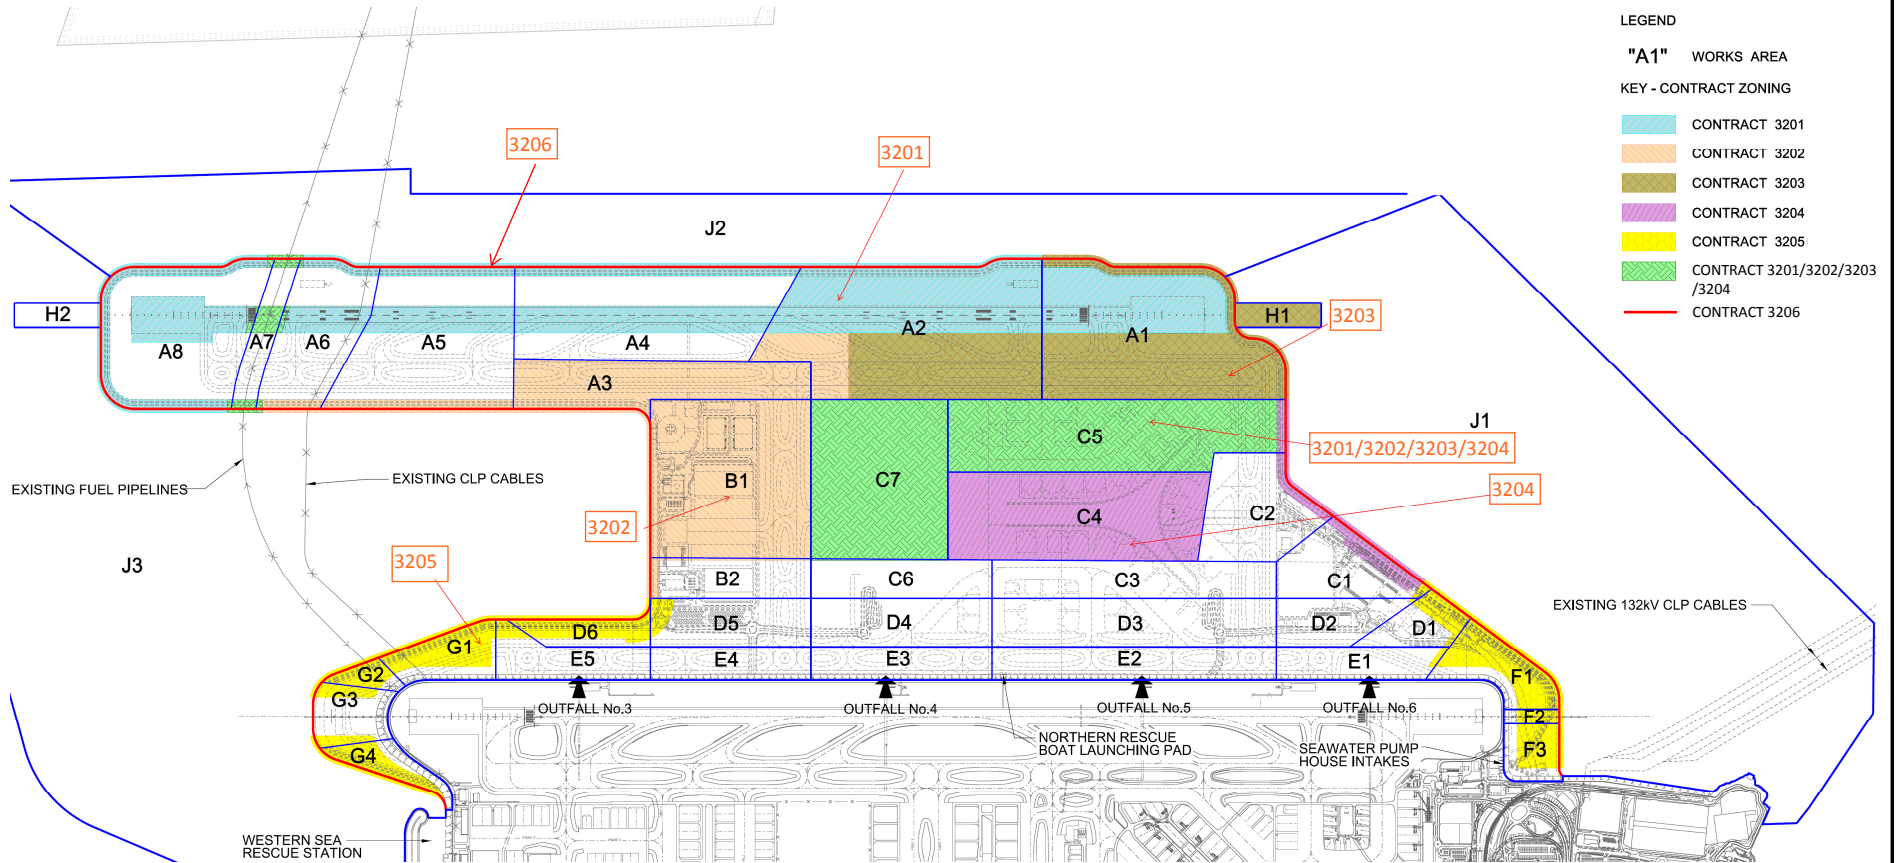 LEGEND
"A1" WORKS AREA
KEY - CONTRACT ZONING
CONTRACT 3201
CONTRACT 3202
CONTRACT 3203
CONTRACT 3204
CONTRACT 3205
CONTRACT 3201/3202/3203
/3204
CONTRACT 3206
3206
3201
J2
H2
A8
A7
A6
A5
A4
A2
A1
H1
3203
A3
J1
C5
3201/3202/3203/3204
EXISTING FUEL PIPELINES
EXISTING CLP CABLES
B1
C7
C4
C2
3204
3202
J3
3205
B2
C6
C3
C1
EXISTING 132kV CLP CABLES
G1
D6
D5
D4
D3
D2
D1
G2
E5
E4
E3
E2
E1
F1
G3
OUTFALL No.3
OUTFALL No.4
OUTFALL No.5
OUTFALL No.6
F2
G4
NORTHERN RESCUE
BOAT LAUNCHING PAD
SEAWATER PUMP
HOUSE INTAKES
F3
WESTERN SEA
RESCUE STATION